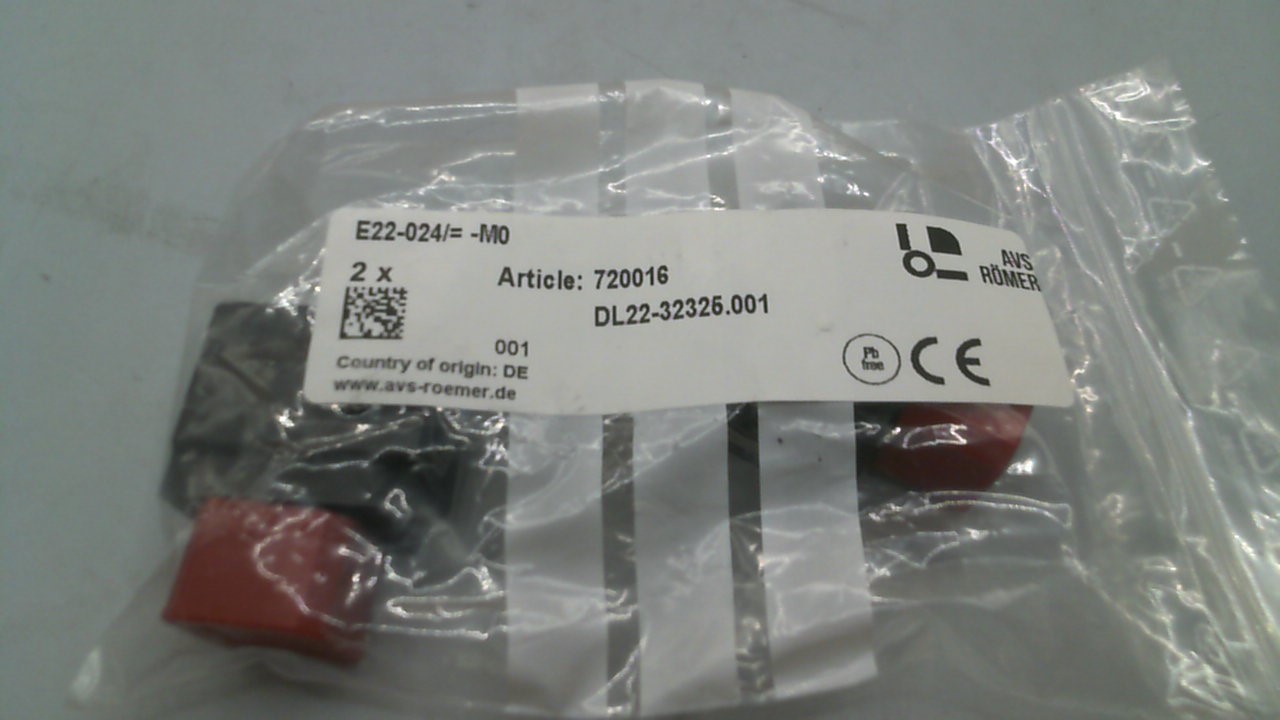 E22-024/= -M0
2 x
Article: 720016
DL22-32325.001
001
Country of origin: DE
www.avs-roemer.de
AVS
RÖMER
Pb
free
CE